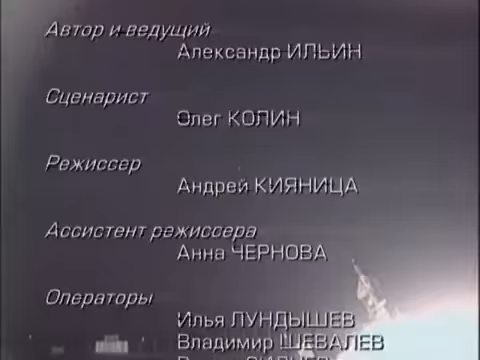 Автор и ведущий
Александр ИЛЬИН
Сценарист
Олег КОЛИН
Режиссер
Андрей КИЯНИЦА
Ассистент режиссера
Анна ЧЕРНОВА
Операторы
Илья ЛУНДЫШЕВ
Владимир ШЕВАЛЕВ